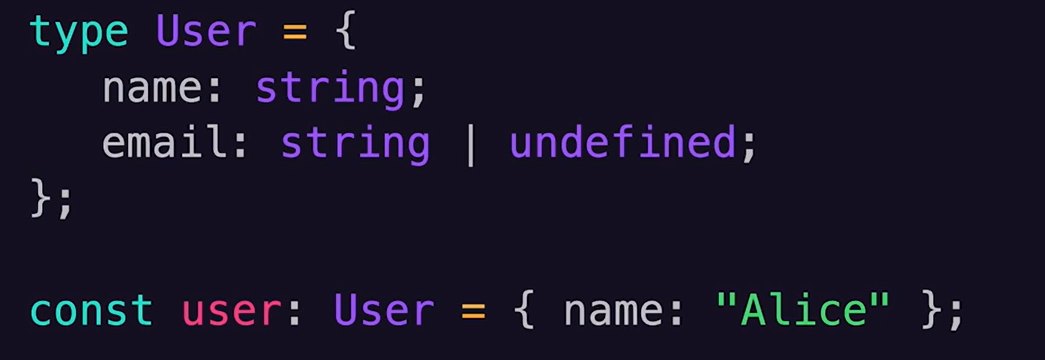 type User = {
   name: string;
   email: string | undefined;
};

const user: User = { name: "Alice" };